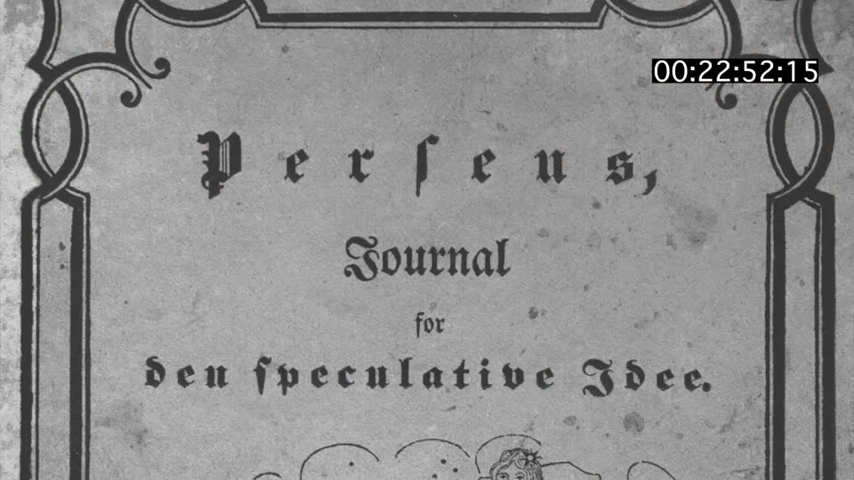 00:22:52:15
Perseus,
Journal
for
den speculative Idee.